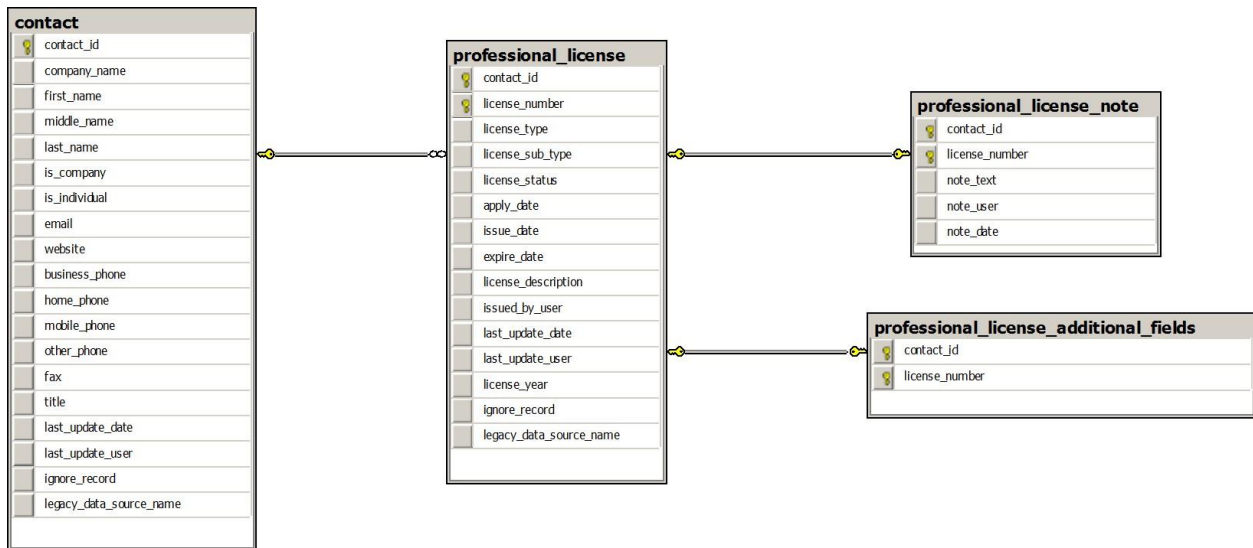 contact
contact_id
company_name
first_name
middle_name
last_name
is_company
is_individual
email
website
business_phone
home_phone
mobile_phone
other_phone
fax
title
last_update_date
last_update_user
ignore_record
legacy_data_source_name
professional_license
contact_id
license_number
license_type
license_sub_type
license_status
apply_date
issue_date
expire_date
license_description
issued_by_user
last_update_date
last_update_user
license_year
ignore_record
legacy_data_source_name
professional_license_note
contact_id
license_number
note_text
note_user
note_date
professional_license_additional_fields
contact_id
license_number